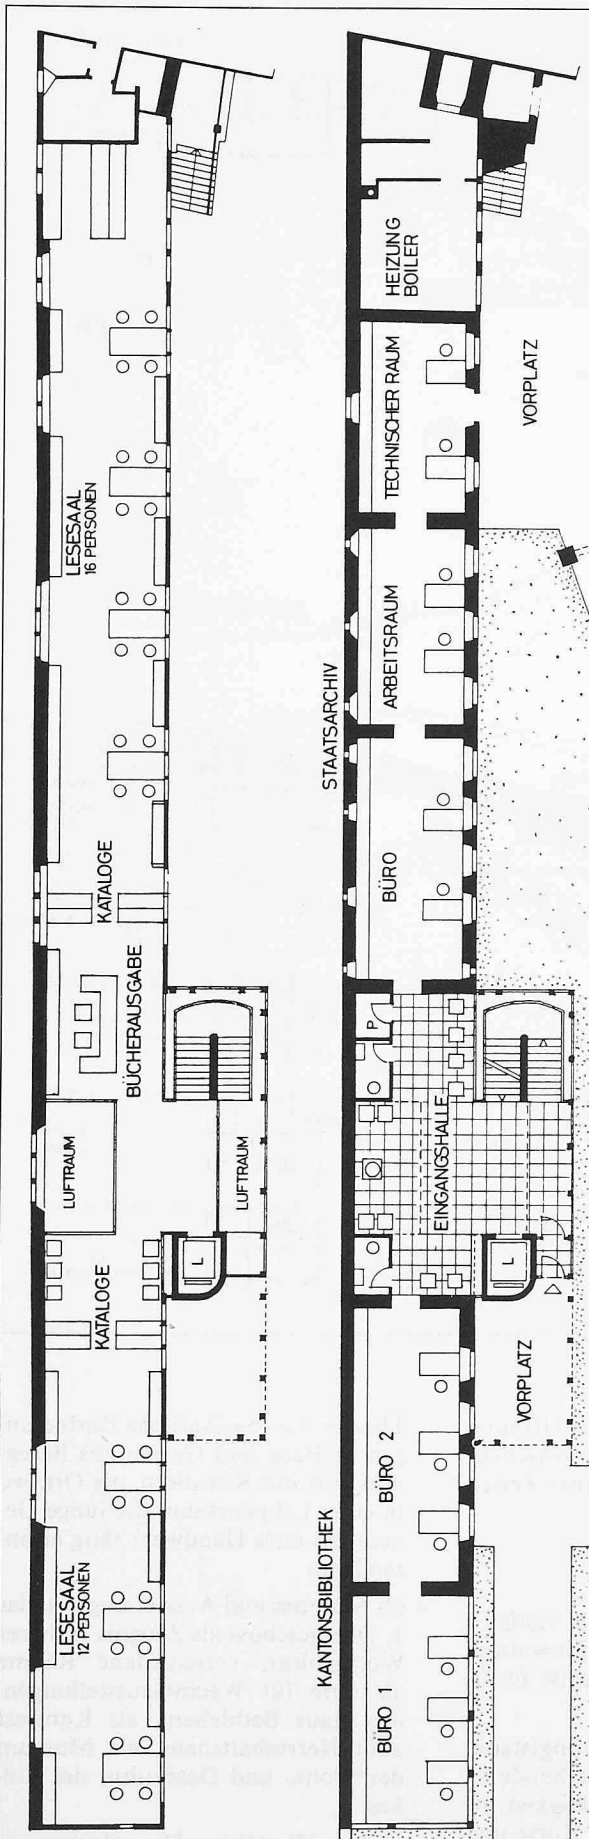 LESESAAL
16 PERSONEN
KATALOGE
BÜCHERAUSGABE
LUFTRAUM
LUFTRAUM
L
KATALOGE
LESESAAL
12 PERSONEN
HEIZUNG
BOILER
TECHNISCHER RAUM
VORPLATZ
ARBEITSRAUM
STAATSARCHIV
BÜRO
P
EINGANGSHALLE
L
VORPLATZ
BÜRO 2
KANTONSBIBLIOTHEK
BÜRO 1